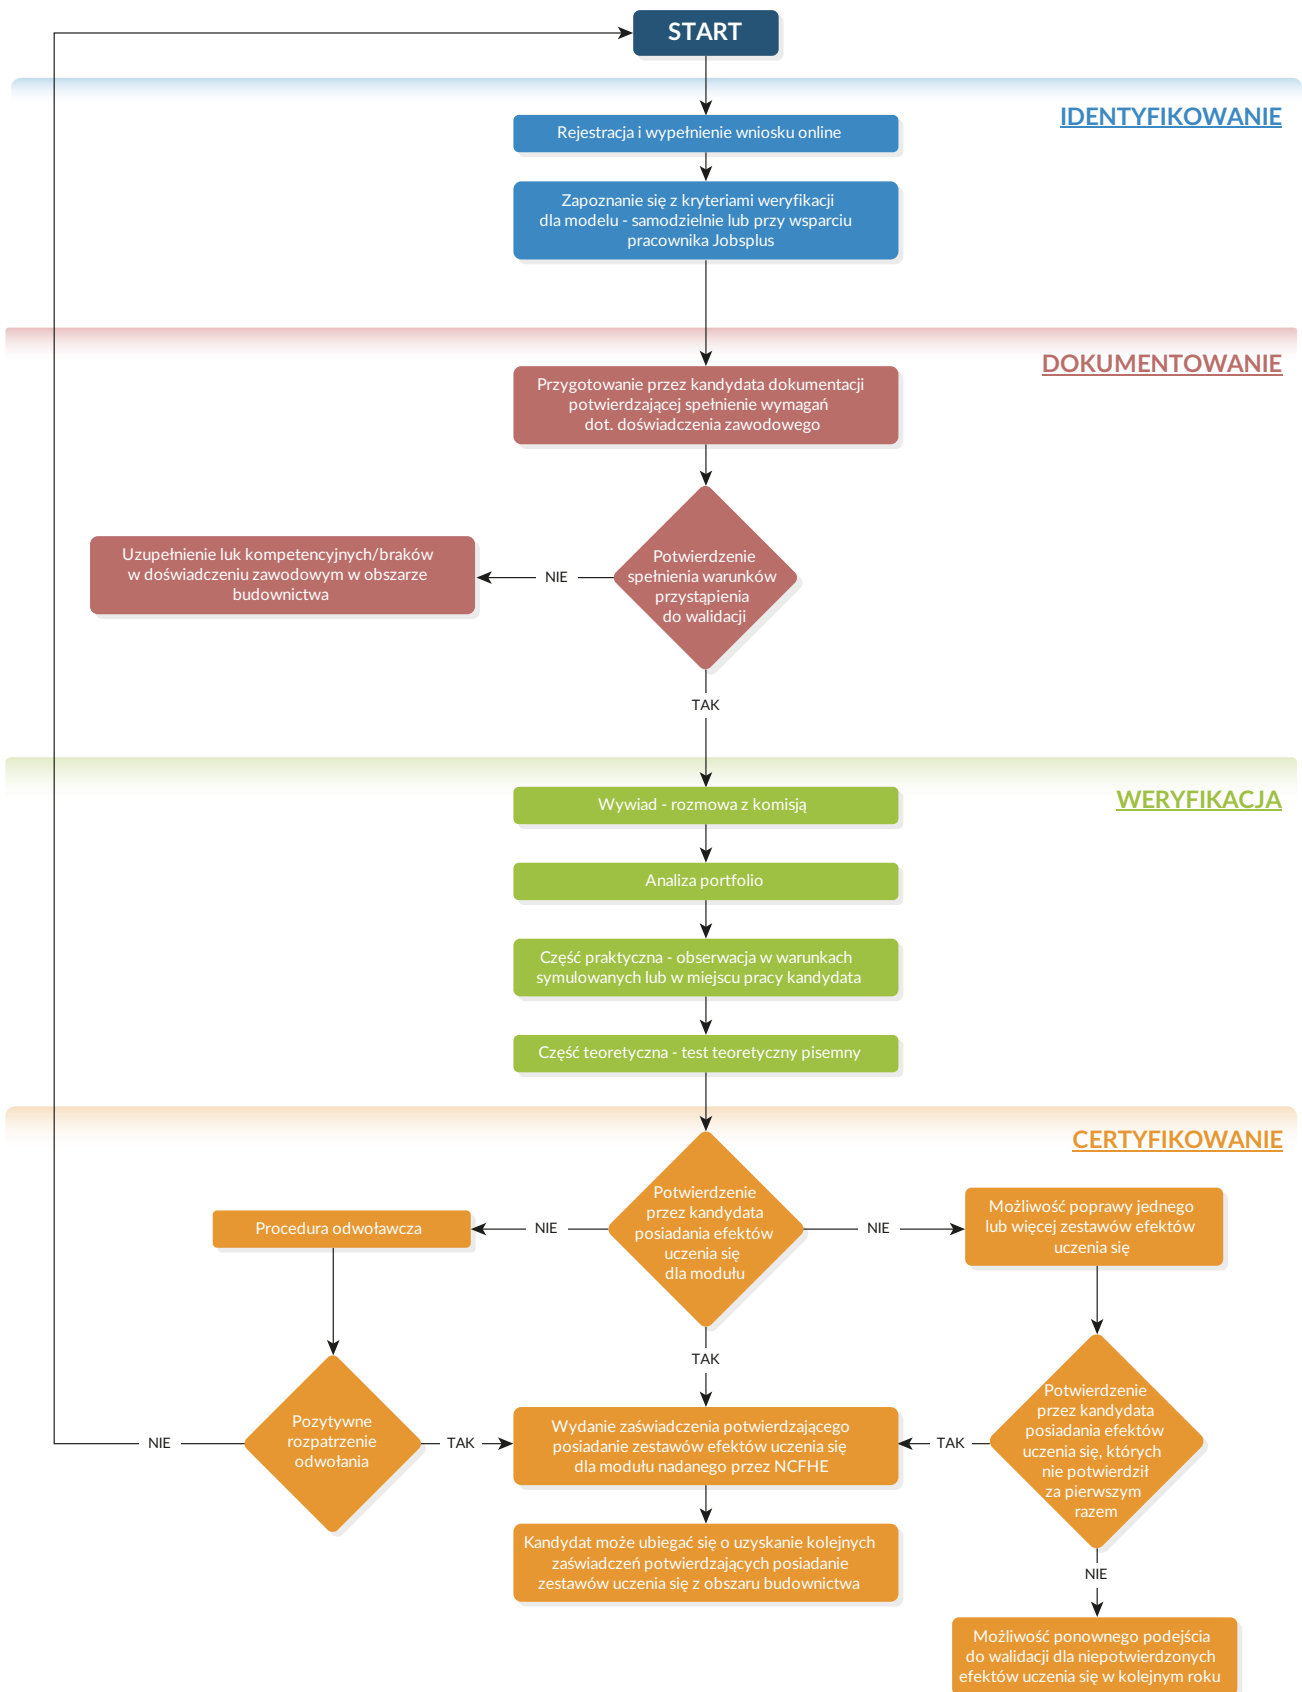 START
IDENTYFIKOWANIE
Rejestracja i wypełnienie wniosku online
Zapoznanie się z kryteriami weryfikacji
dla modelu - samodzielnie lub przy wsparciu
pracownika Jobsplus
DOKUMENTOWANIE
Przygotowanie przez kandydata dokumentacji
potwierdzającej spełnienie wymagań
dot. doświadczenia zawodowego
Uzupełnienie luk kompetencyjnych/braków
w doświadczeniu zawodowym w obszarze
budownictwa
NIE
Potwierdzenie
spełnienia warunków
przystąpienia
do walidacji
TAK
WERYFIKACJA
Wywiad - rozmowa z komisją
Analiza portfolio
Część praktyczna - obserwacja w warunkach
symulowanych lub w miejscu pracy kandydata
Część teoretyczna - test teoretyczny pisemny
CERTYFIKOWANIE
Procedura odwoławcza
NIE
Potwierdzenie
przez kandydata
posiadania efektów
uczenia się
dla modułu
NIE
Możliwość poprawy jednego
lub więcej zestawów efektów
uczenia się
TAK
NIE
Pozytywne
rozpatrzenie
odwołania
TAK
Wydanie zaświadczenia potwierdzającego
posiadanie zestawów efektów uczenia się
dla modułu nadanego przez NCFHE
TAK
Potwierdzenie
przez kandydata
posiadania efektów
uczenia się, których
nie potwierdził
za pierwszym
razem
Kandydat może ubiegać się o uzyskanie kolejnych
zaświadczeń potwierdzających posiadanie
zestawów uczenia się z obszaru budownictwa
NIE
Możliwość ponownego podejścia
do walidacji dla niepotwierdzonych
efektów uczenia się w kolejnym roku